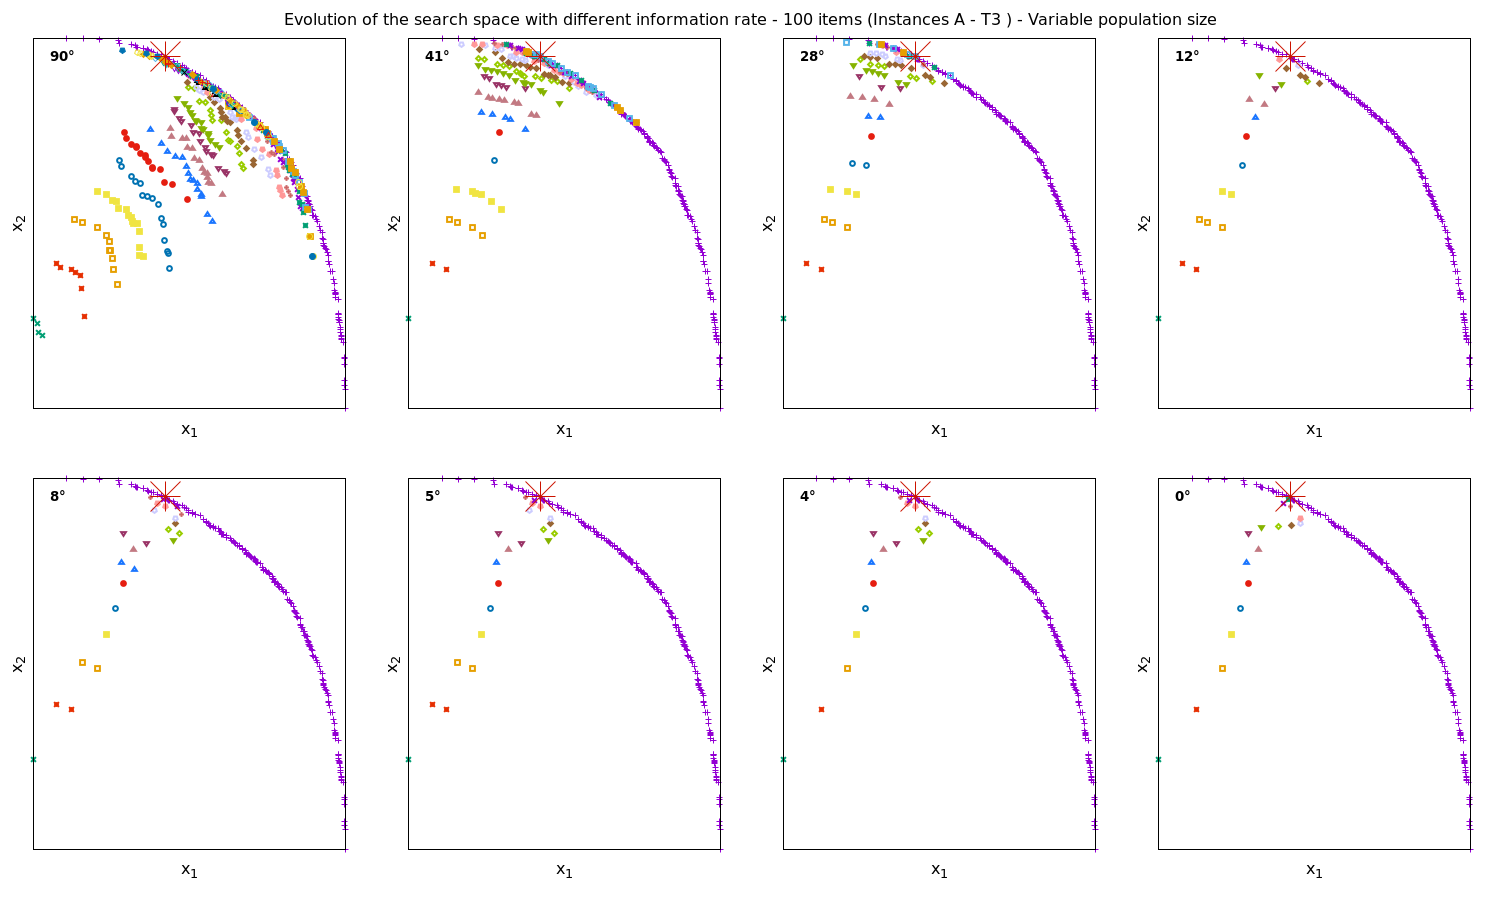 Evolution of the search space with different information rate - 100 items (Instances A - T3 ) - Variable population size
90°
41°
28°
12°
x2
x2
x2
x2
x1
x1
x1
x1
8°
5°
4°
0°
x2
x2
x2
x2
x1
x1
x1
x1